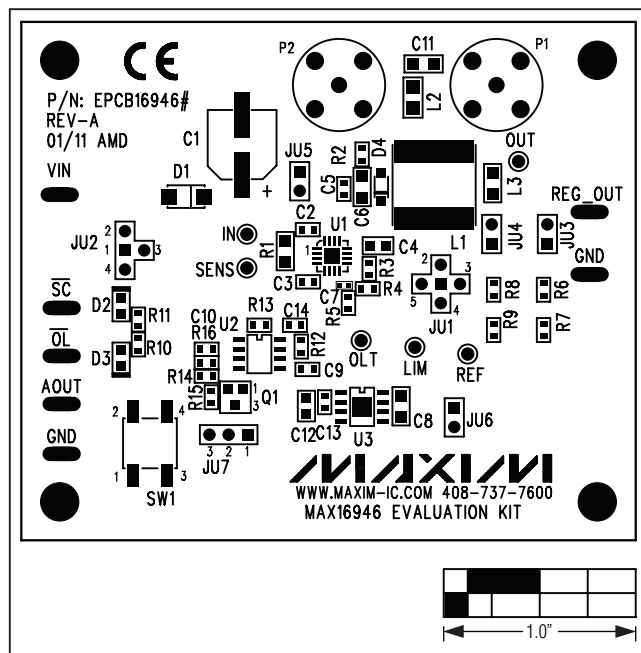 P2
C11
P1
P/N: EPCB16946#
REV-A
01/11 AMD
C1
L2
VIN
D1
+
JU5
R2
D4
OUT
C5
C6
L3
REG_OUT
JU2
2
1
3
4
IN
C2
U1
1
R1
C4
L1
JU4
JU3
SENS
C3
R3
GND
SC
D2
R11
C7
R4
R5
2
3
1
5
4
JU1
R8
R6
C10
R16
U2
R13
C14
OL
D3
R10
R12
OLT
LIM
REF
R9
R7
R14
C9
AOUT
R15
1
Q1
3
2
4
C12
C13
U3
C8
JU6
GND
3 2 1
JU7
1
3
SW1
MAXIM
WWW.MAXIM-IC.COM 408-737-7600
MAX16946 EVALUATION KIT
1.0"